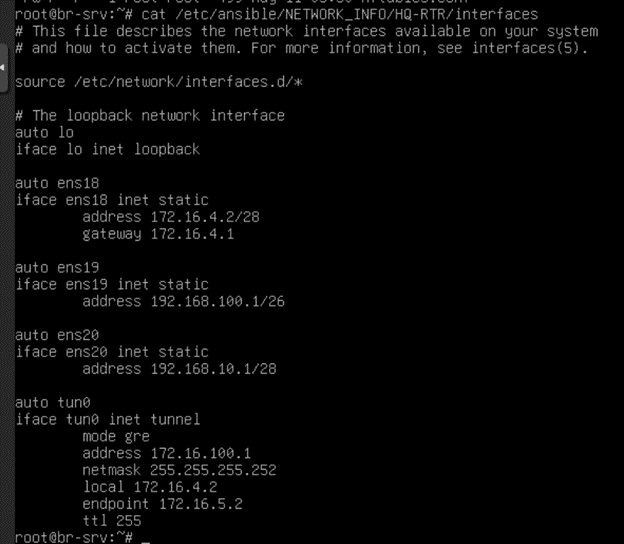 root@br-srv:~# cat /etc/ansible/NETWORK_INFO/HQ-RTR/interfaces
# This file describes the network interfaces available on your system
# and how to activate them. For more information, see interfaces(5).

source /etc/network/interfaces.d/*

# The loopback network interface
auto lo
iface lo inet loopback

auto ens18
iface ens18 inet static
        address 172.16.4.2/28
        gateway 172.16.4.1

auto ens19
iface ens19 inet static
        address 192.168.100.1/26

auto ens20
iface ens20 inet static
        address 192.168.10.1/28

auto tun0
iface tun0 inet tunnel
        mode gre
        address 172.16.100.1
        netmask 255.255.255.252
        local 172.16.4.2
        endpoint 172.16.5.2
        ttl 255
root@br-srv:~# _